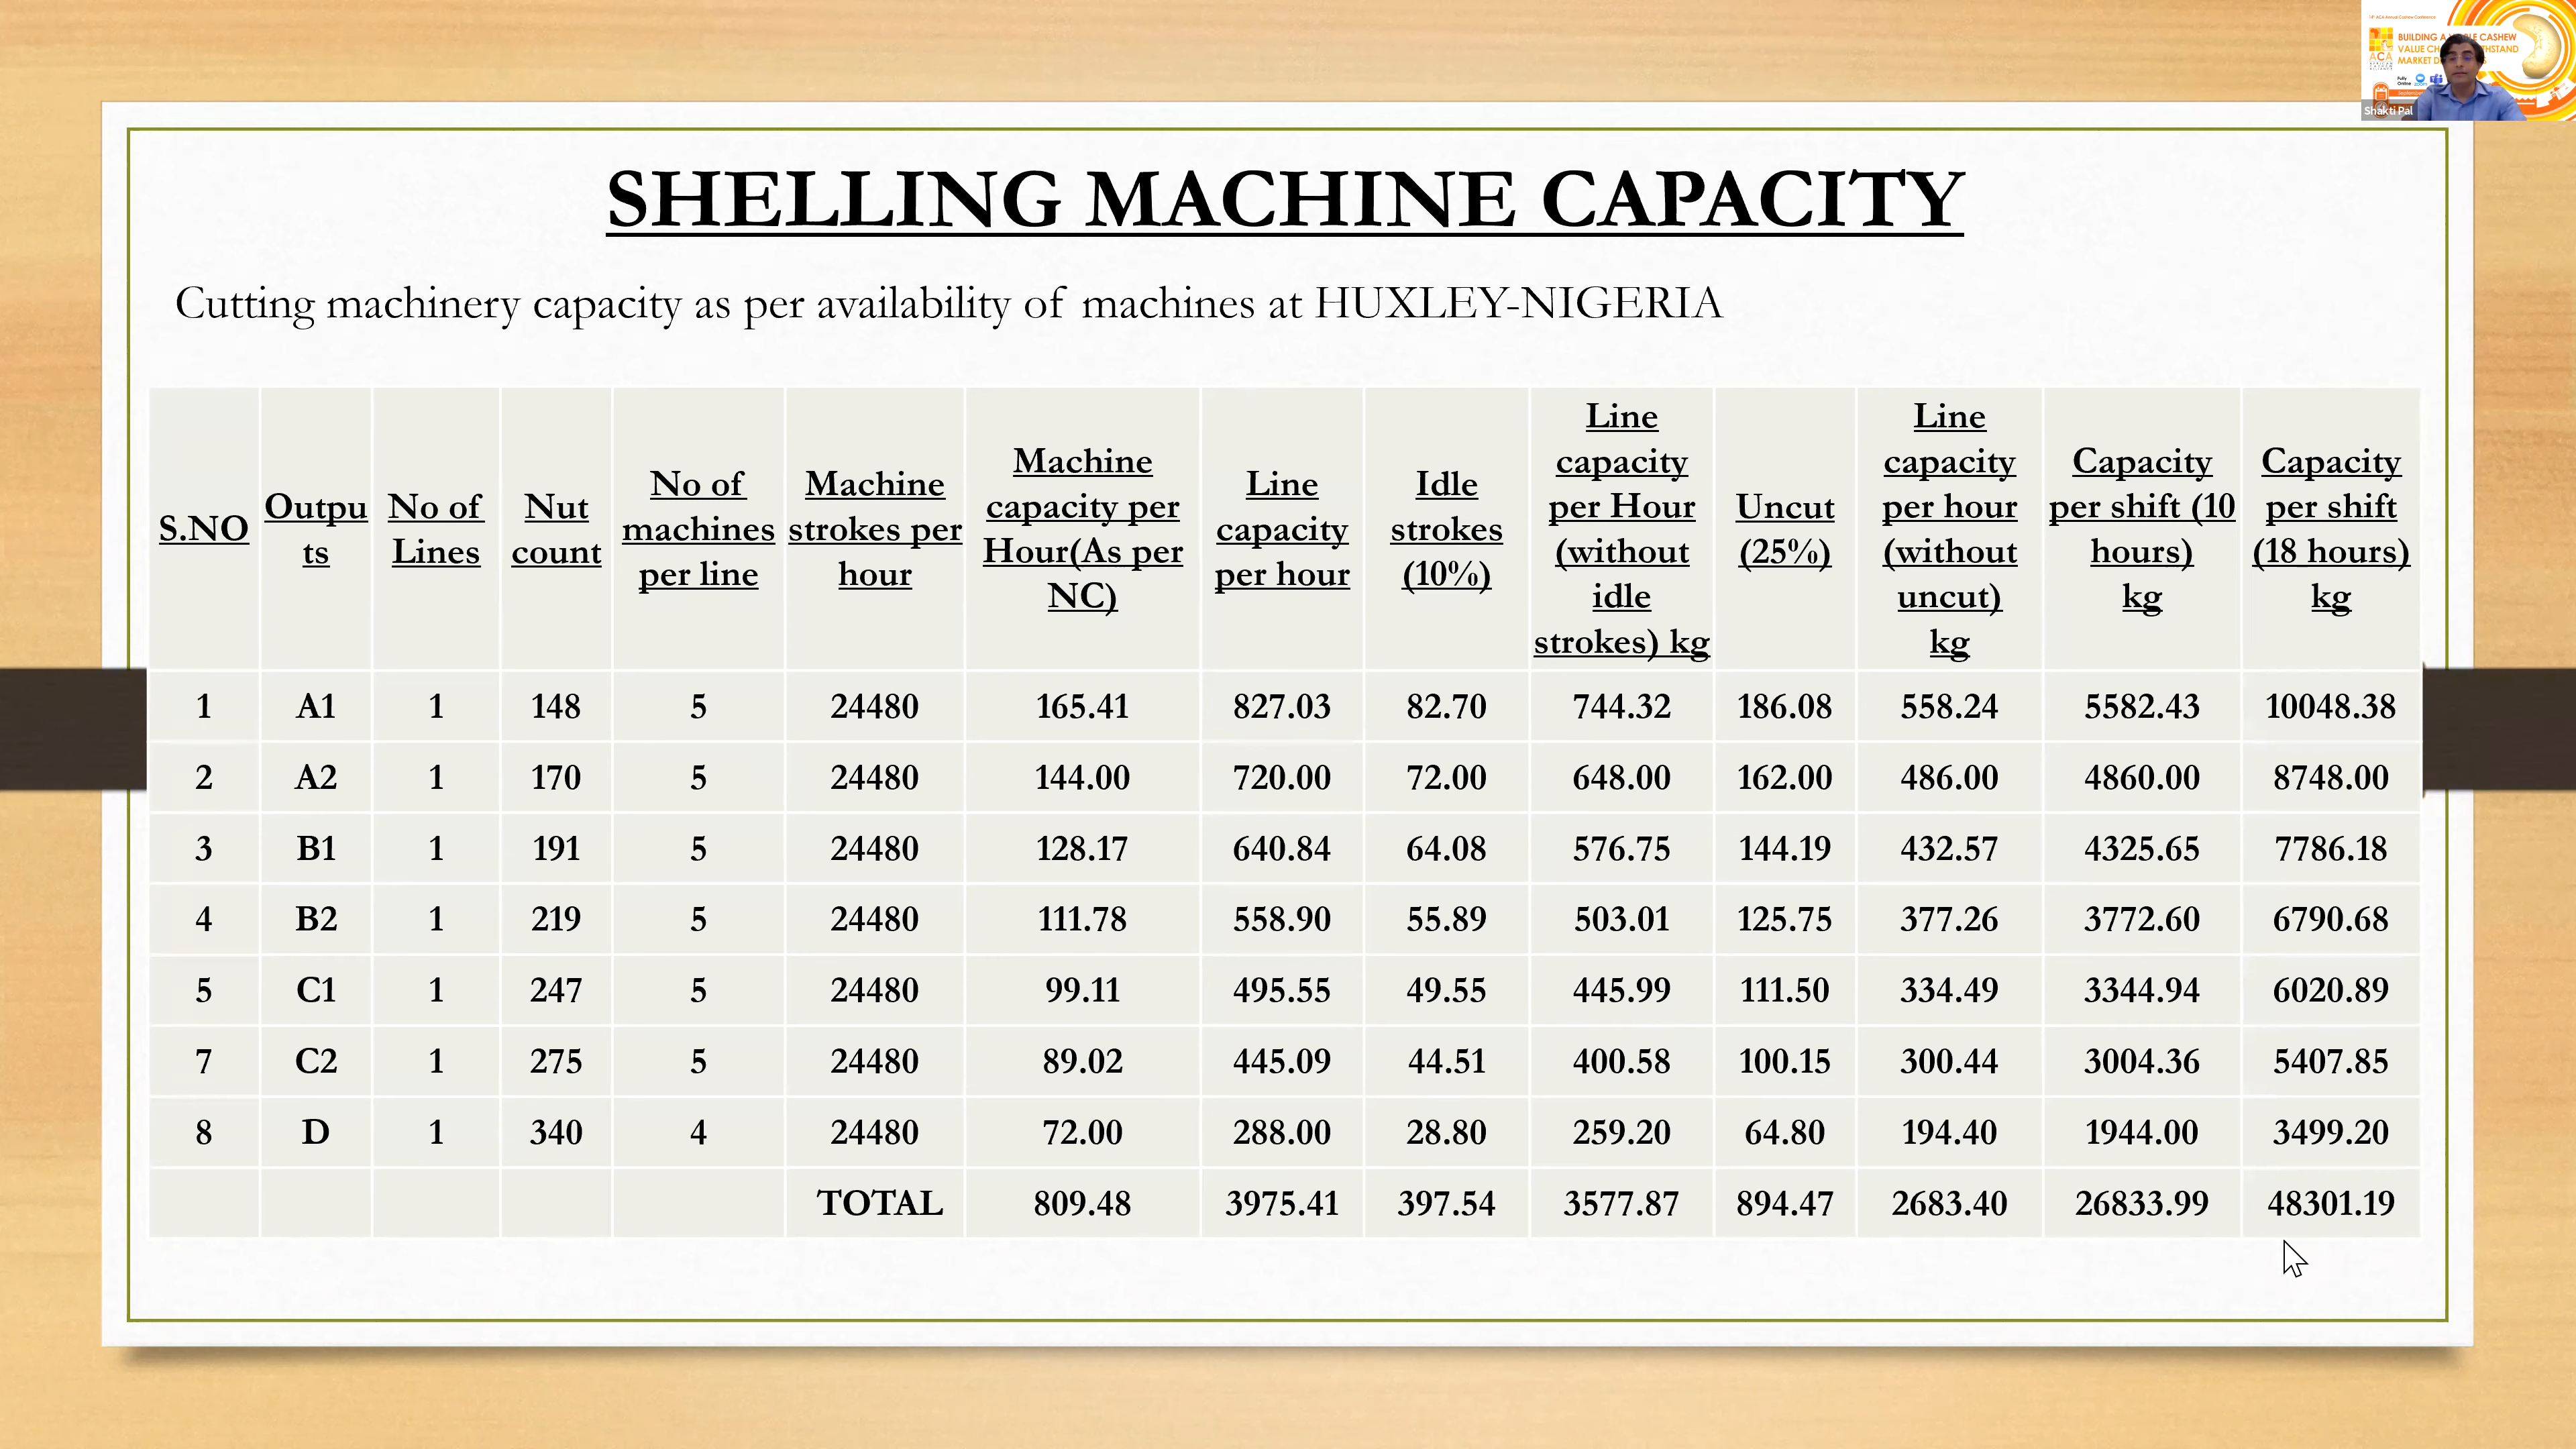 14th ACA Annual Cashew Conference
BUILDING A CASHEW
VALUE
MARKET
ACA
Fully
Online
Shakti Pal
SHELLING MACHINE CAPACITY
Cutting machinery capacity as per availability of machines at HUXLEY-NIGERIA
S.NO Outpu ts No of Lines Nut count No of machines per line Machine strokes per hour Machine capacity per Hour(As per NC) Line capacity per hour Idle strokes (10%) Line capacity per Hour (without idle strokes) kg Uncut (25%) Line capacity per hour (without uncut) kg Capacity per shift (10 hours) kg Capacity per shift (18 hours) kg
1 A1 1 148 5 24480 165.41 827.03 82.70 744.32 186.08 558.24 5582.43 10048.38
2 A2 1 170 5 24480 144.00 720.00 72.00 648.00 162.00 486.00 4860.00 8748.00
3 B1 1 191 5 24480 128.17 640.84 64.08 576.75 144.19 432.57 4325.65 7786.18
4 B2 1 219 5 24480 111.78 558.90 55.89 503.01 125.75 377.26 3772.60 6790.68
5 C1 1 247 5 24480 99.11 495.55 49.55 445.99 111.50 334.49 3344.94 6020.89
7 C2 1 275 5 24480 89.02 445.09 44.51 400.58 100.15 300.44 3004.36 5407.85
8 D 1 340 4 24480 72.00 288.00 28.80 259.20 64.80 194.40 1944.00 3499.20
TOTAL 809.48 3975.41 397.54 3577.87 894.47 2683.40 26833.99 48301.19